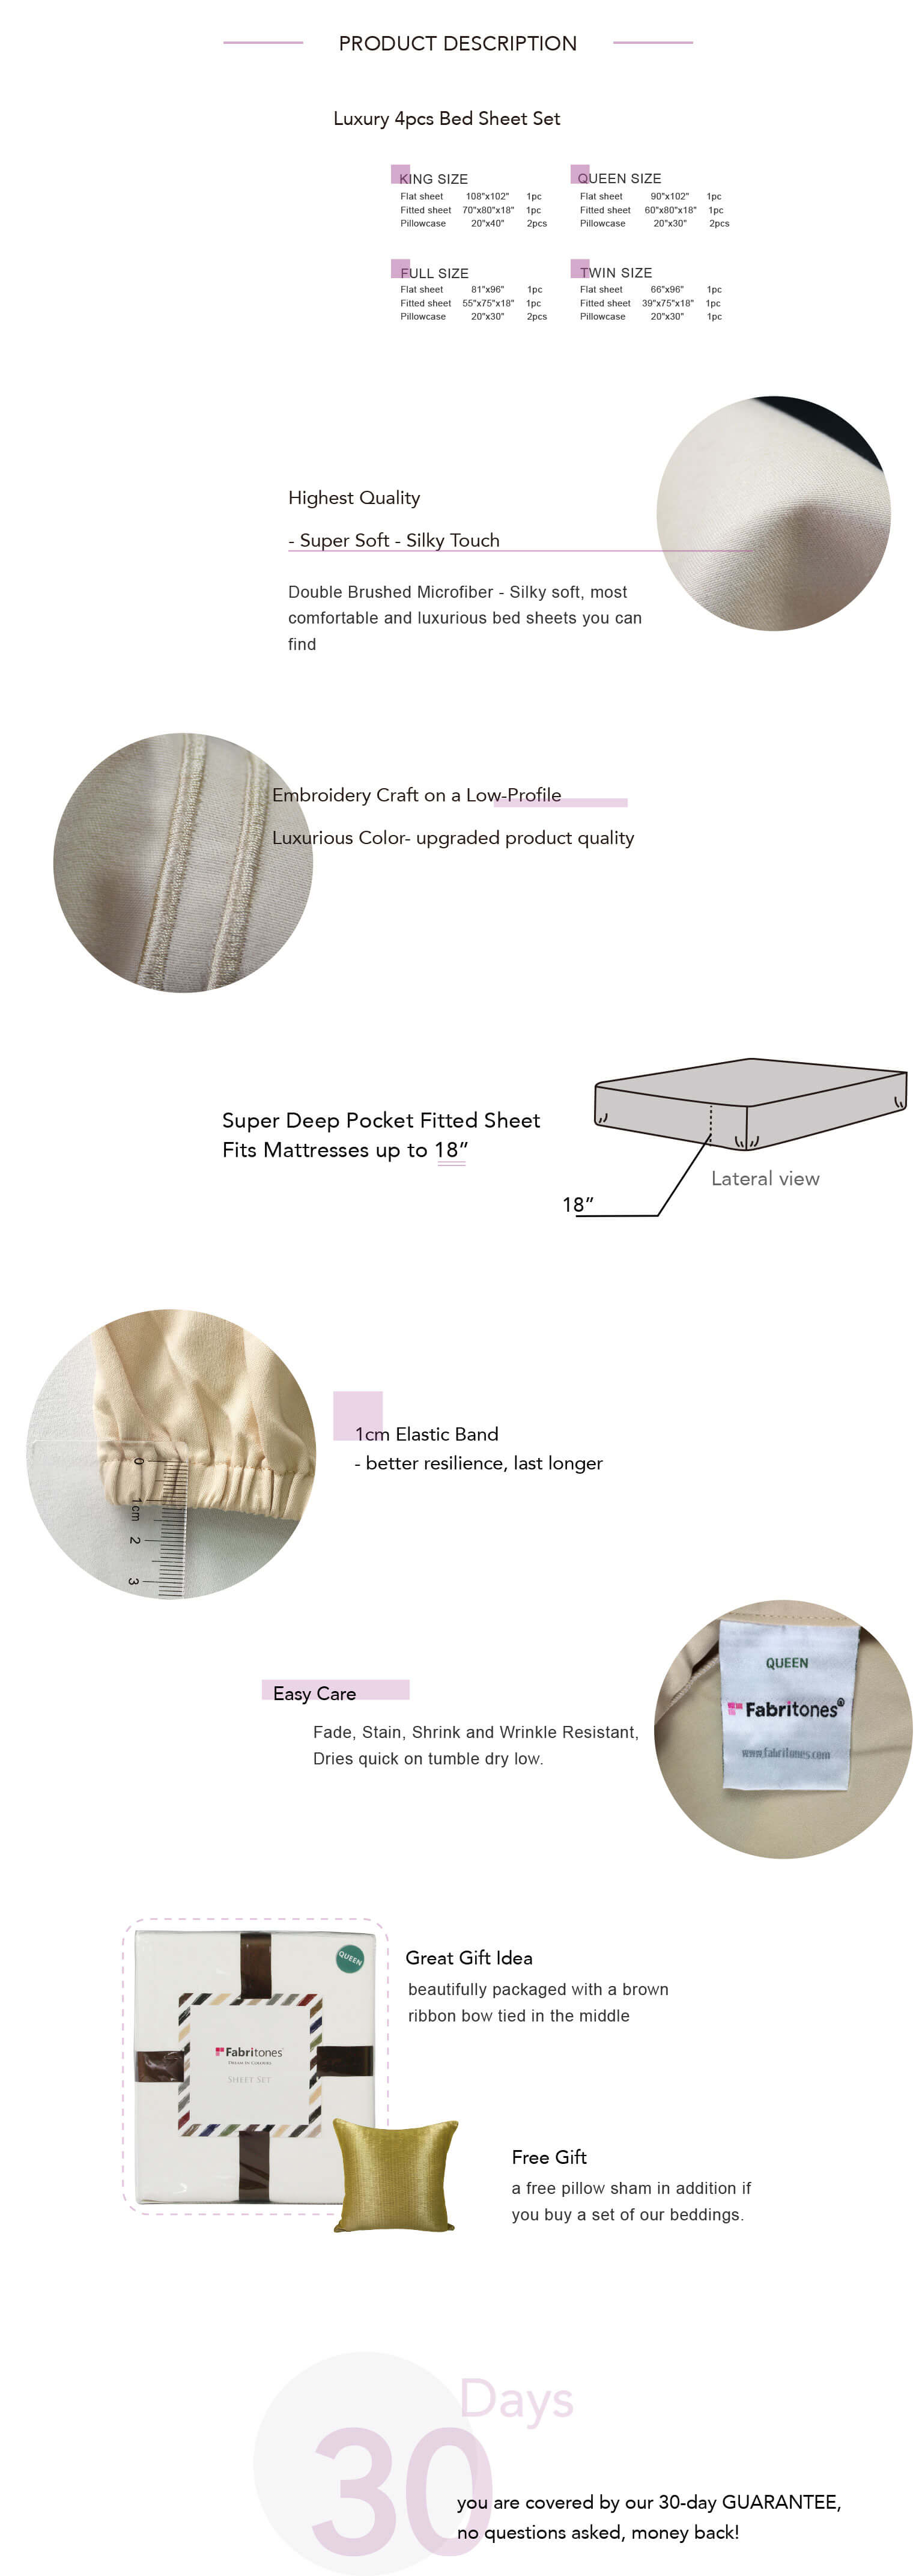 PRODUCT DESCRIPTION
Luxury 4pcs Bed Sheet Set
KING SIZE
Flat sheet 108"x102" 1pc
Fitted sheet 70"x80"x18" 1pc
Pillowcase 20"x40" 2pcs
QUEEN SIZE
Flat sheet 90"x102" 1pc
Fitted sheet 60"x80"x18" 1pc
Pillowcase 20"x30" 2pcs
FULL SIZE
Flat sheet 81"x96" 1pc
Fitted sheet 55"x75"x18" 1pc
Pillowcase 20"x30" 2pcs
TWIN SIZE
Flat sheet 66"x96" 1pc
Fitted sheet 39"x75"x18" 1pc
Pillowcase 20"x30" 1pc
Highest Quality
- Super Soft - Silky Touch
Double Brushed Microfiber - Silky soft, most
comfortable and luxurious bed sheets you can
find
Embroidery Craft on a Low-Profile
Luxurious Color- upgraded product quality
Super Deep Pocket Fitted Sheet
Fits Mattresses up to 18”
Lateral view
18”
0
1cm
2
3
1cm Elastic Band
- better resilience, last longer
QUEEN
Fabritones®
www.fabritones.com
Easy Care
Fade, Stain, Shrink and Wrinkle Resistant,
Dries quick on tumble dry low.
QUEEN
Fabritones
DREAM IN COLORS
SHEET SET
Great Gift Idea
beautifully packaged with a brown
ribbon bow tied in the middle
Free Gift
a free pillow sham in addition if
you buy a set of our beddings.
30 Days
you are covered by our 30-day GUARANTEE,
no questions asked, money back!